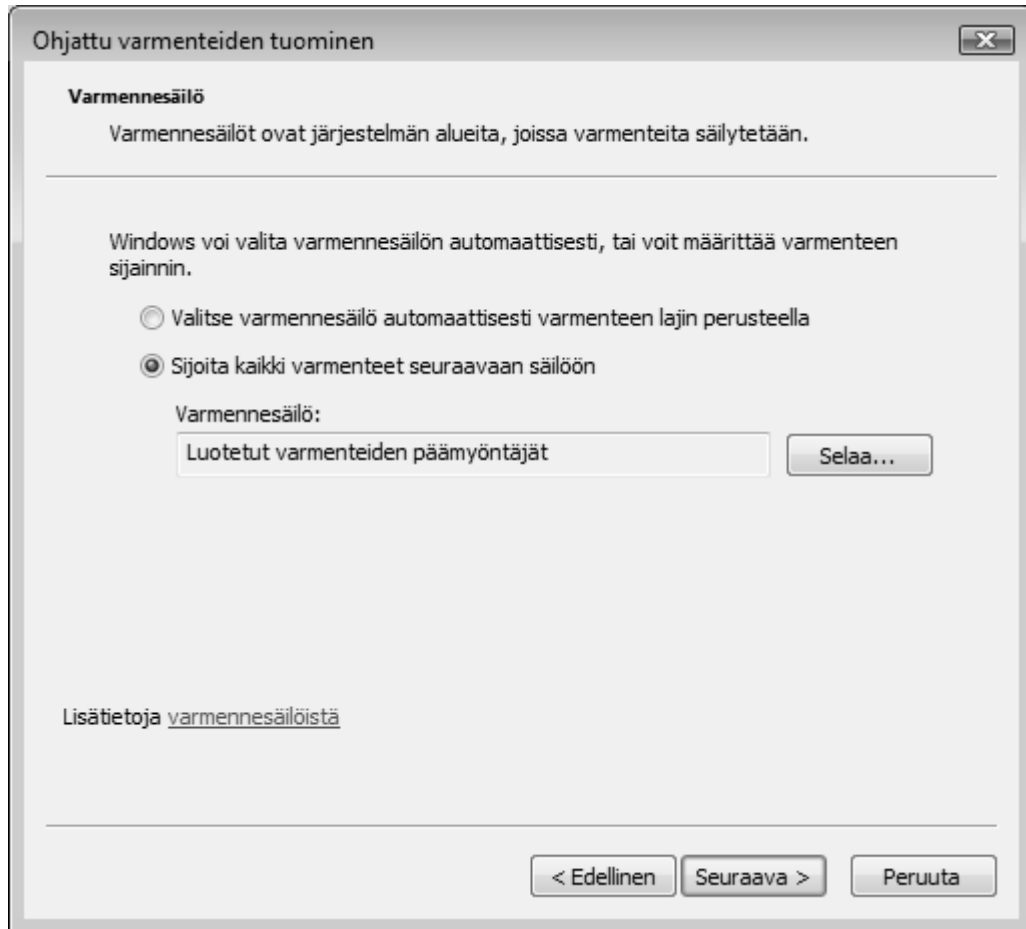 Ohjattu varmenteiden tuominen
Varmennesäilö
Varmennesäilöt ovat järjestelmän alueita, joissa varmenteita säilytetään.
Windows voi valita varmennesäilön automaattisesti, tai voit määrittää varmenteen
sijainnin.
Valitse varmennesäilö automaattisesti varmenteen lajin perusteella
Sijoita kaikki varmenteet seuraavaan säilöön
Varmennesäilö:
Luotetut varmenteiden päämyöntäjät
Selaa...
Lisätietoja varmennesäilöistä
< Edellinen
Seuraava >
Peruuta